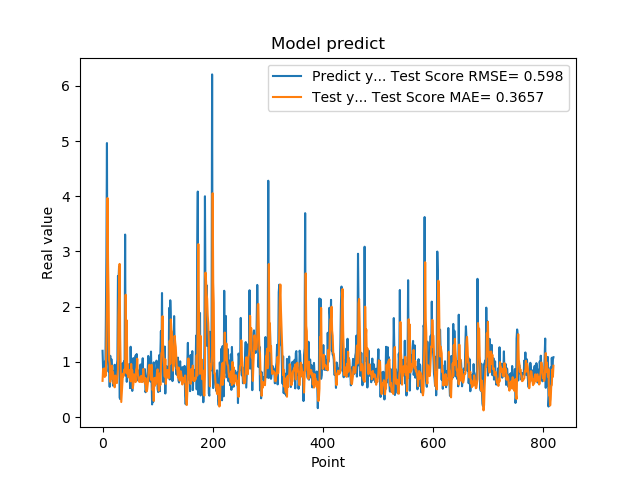 Model predict
Predict y... Test Score RMSE= 0.598
Test y... Test Score MAE= 0.3657
Real value
6
5
4
3
2
1
0
0 200 400 600 800
Point